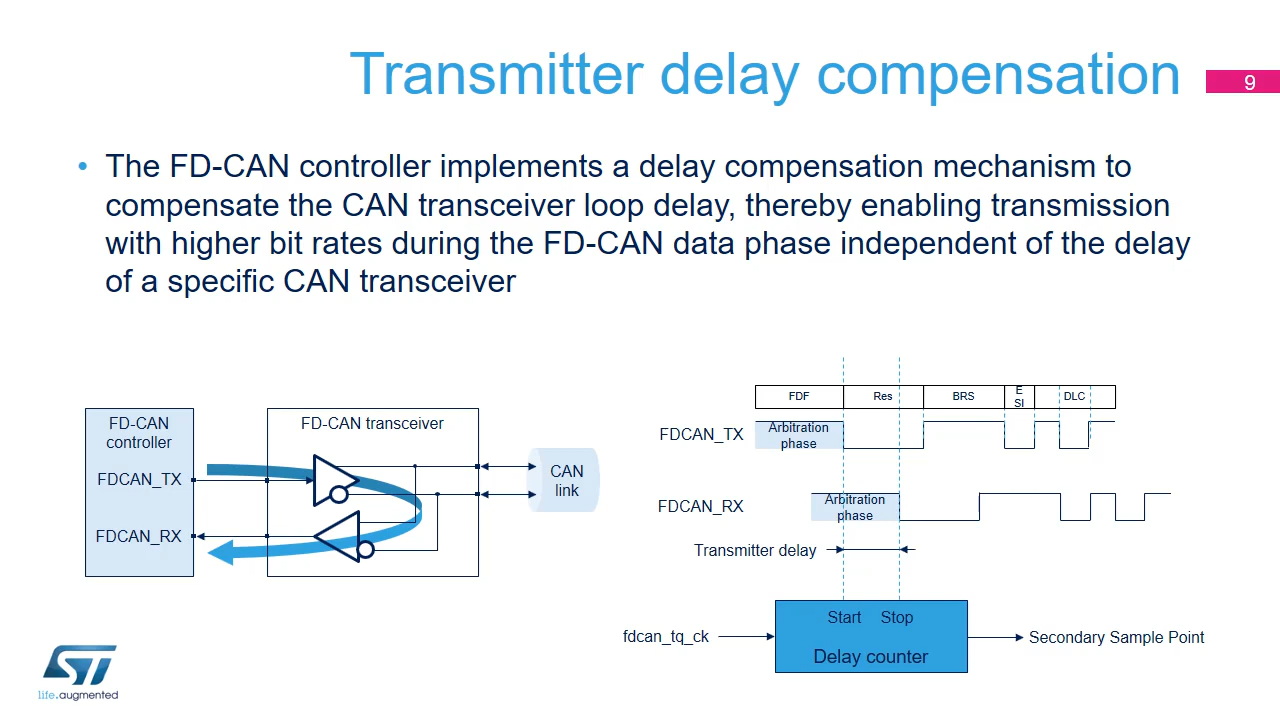 Transmitter delay compensation
9
• The FD-CAN controller implements a delay compensation mechanism to
compensate the CAN transceiver loop delay, thereby enabling transmission
with higher bit rates during the FD-CAN data phase independent of the delay
of a specific CAN transceiver
FD-CAN
controller
FDCAN_TX
FDCAN_RX
FD-CAN transceiver
CAN
link
FDF
Res
BRS
E
SI
DLC
FDCAN_TX
Arbitration
phase
FDCAN_RX
Arbitration
phase
Transmitter delay
fdcan_tq_ck
Start Stop
Delay counter
Secondary Sample Point
ST
life.augmented